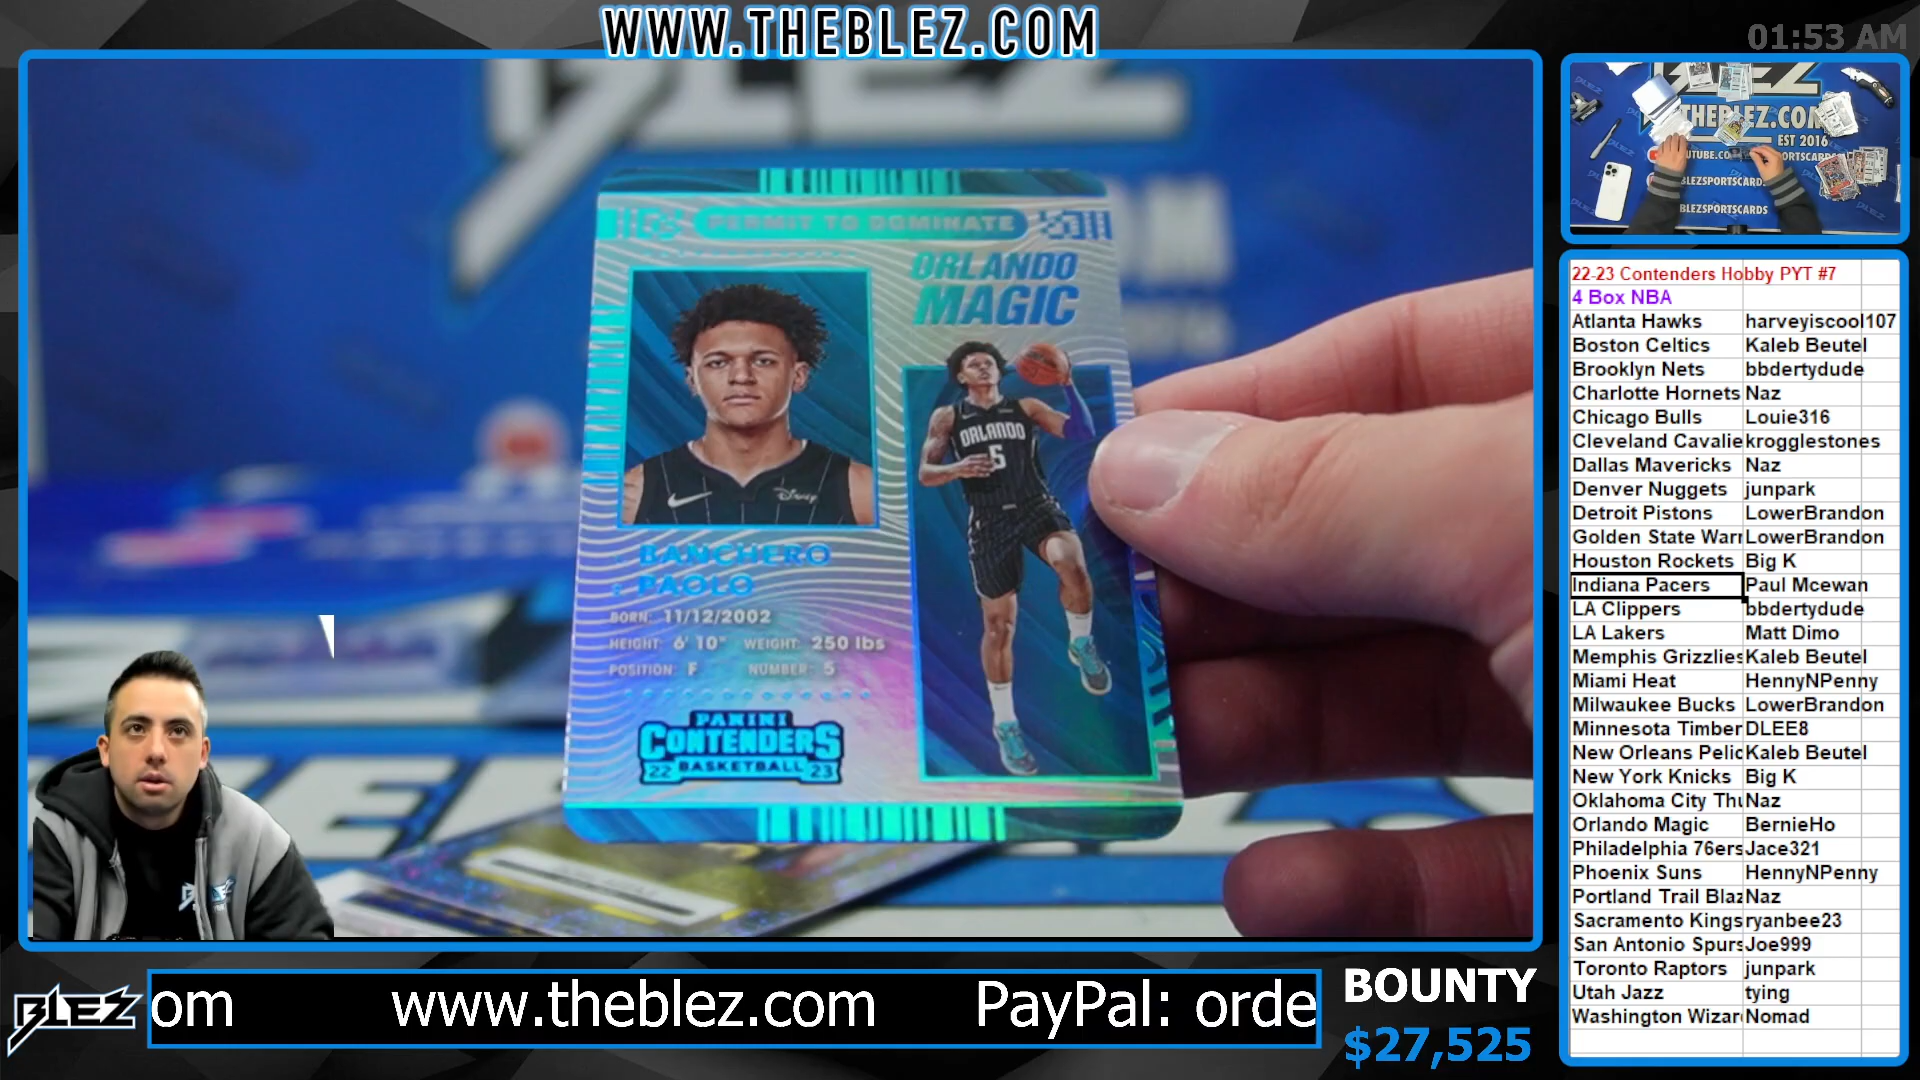 WWW.THEBLEZ.COM
01:53 AM
PERMIT TO DOMINATE
ORLANDO
MAGIC
Disney
ORLANDO
5
BANCHERO
PAOLO
BORN: 11/12/2002
HEIGHT: 6' 10" WEIGHT: 250 lbs
POSITION: F NUMBER: 5
PANINI
CONTENDERS
22 BASKETBALL 23
THEBLEZ.COM
EST 2016
BLEZSPORTSCARDS
BLEZSPORTSCARDS
22-23 Contenders Hobby PYT #7
4 Box NBA
Atlanta Hawks harveyiscool107
Boston Celtics Kaleb Beutel
Brooklyn Nets bbdertydude
Charlotte Hornets Naz
Chicago Bulls Louie316
Cleveland Cavalie krogglestones
Dallas Mavericks Naz
Denver Nuggets junpark
Detroit Pistons LowerBrandon
Golden State Warr LowerBrandon
Houston Rockets Big K
Indiana Pacers Paul Mcewan
LA Clippers bbdertydude
LA Lakers Matt Dimo
Memphis Grizzlies Kaleb Beutel
Miami Heat HennyNPenny
Milwaukee Bucks LowerBrandon
Minnesota Timber DLEE8
New Orleans Pelic Kaleb Beutel
New York Knicks Big K
Oklahoma City Thu Naz
Orlando Magic BernieHo
Philadelphia 76ers Jace321
Phoenix Suns HennyNPenny
Portland Trail Blaz Naz
Sacramento Kings ryanbee23
San Antonio Spurs Joe999
Toronto Raptors junpark
Utah Jazz tying
Washington Wizar Nomad
BLEZ
om www.theblez.com PayPal: orde
BOUNTY
$27,525